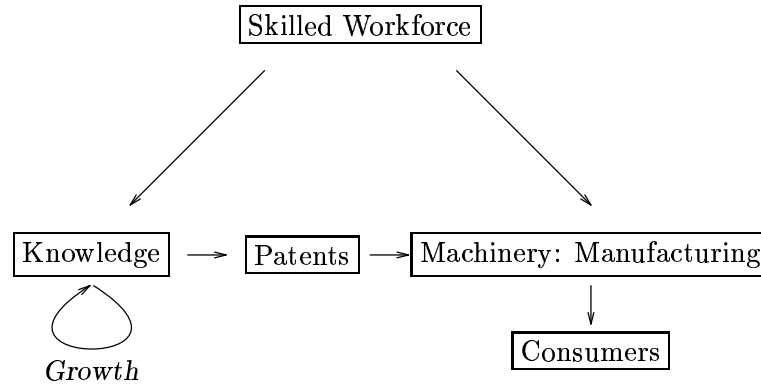 Skilled Workforce
Knowledge
Patents
Machinery: Manufacturing
Growth
Consumers